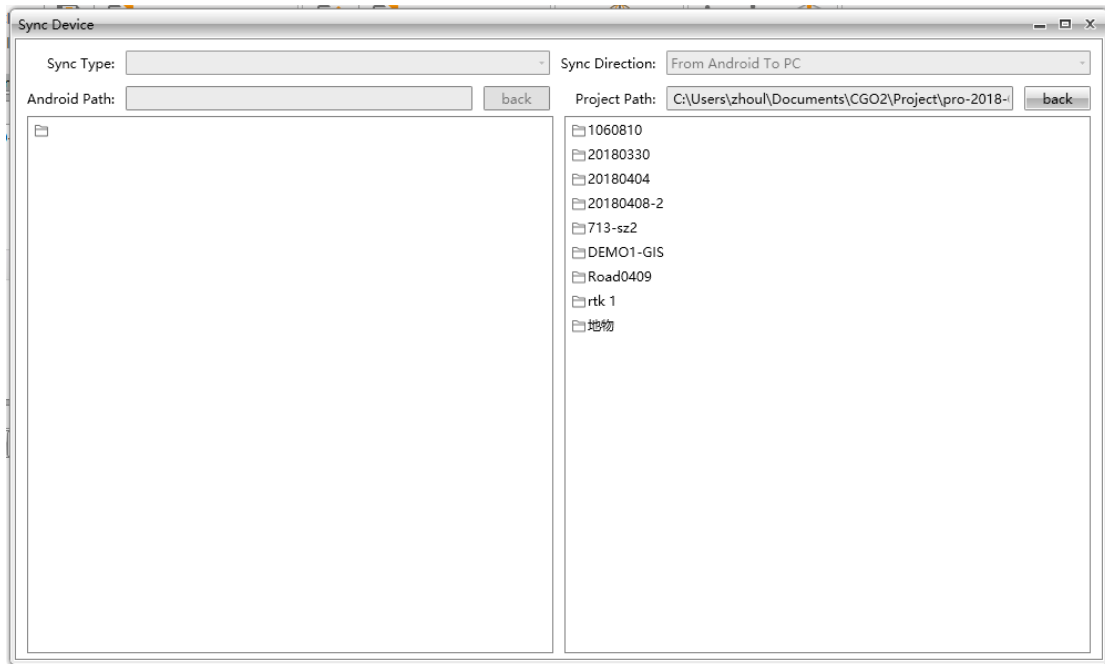 Sync Device
Sync Type:
Sync Direction: From Android To PC
Android Path:
back
Project Path: C:\Users\zhoul\Documents\CGO2\Project\pro-2018-
back
1060810
20180330
20180404
20180408-2
713-sz2
DEMO1-GIS
Road0409
rtk 1
地物